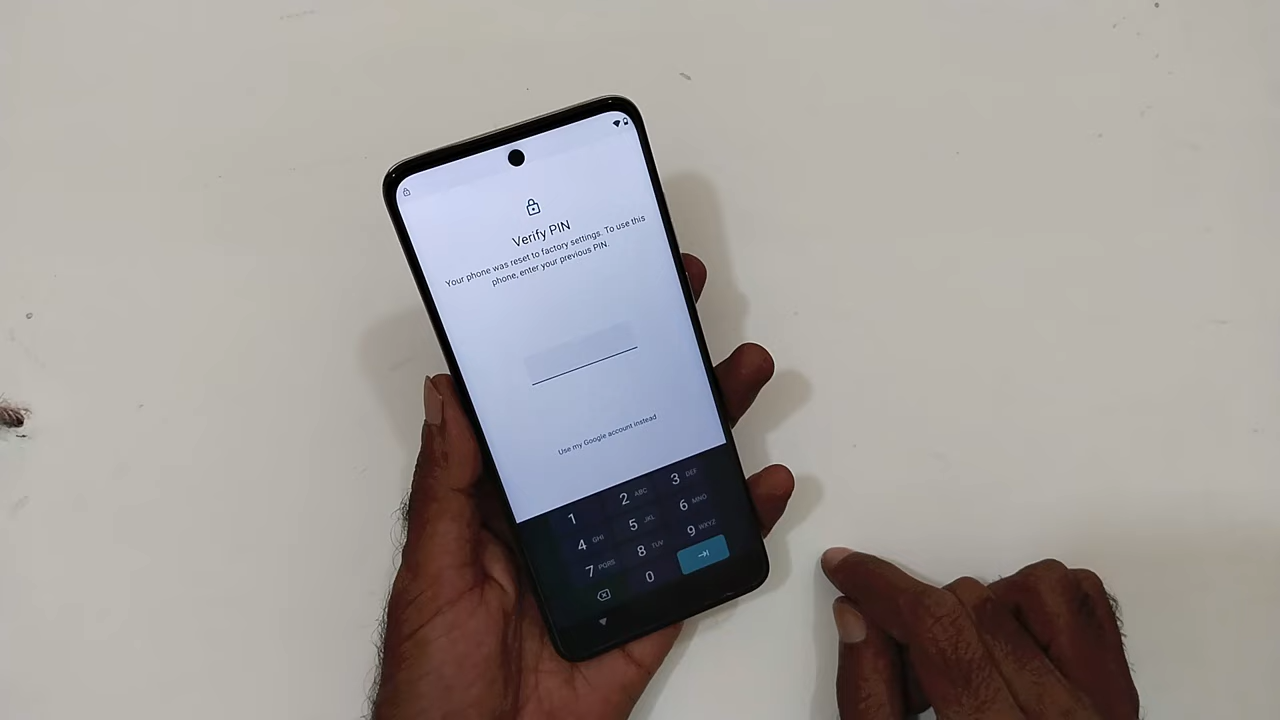 Verify PIN
Your phone was reset to factory settings. To use this
phone, enter your previous PIN.
Use my Google account instead
1
2 ABC
3 DEF
4 GHI
5 JKL
6 MNO
7 PQRS
8 TUV
9 WXYZ
0